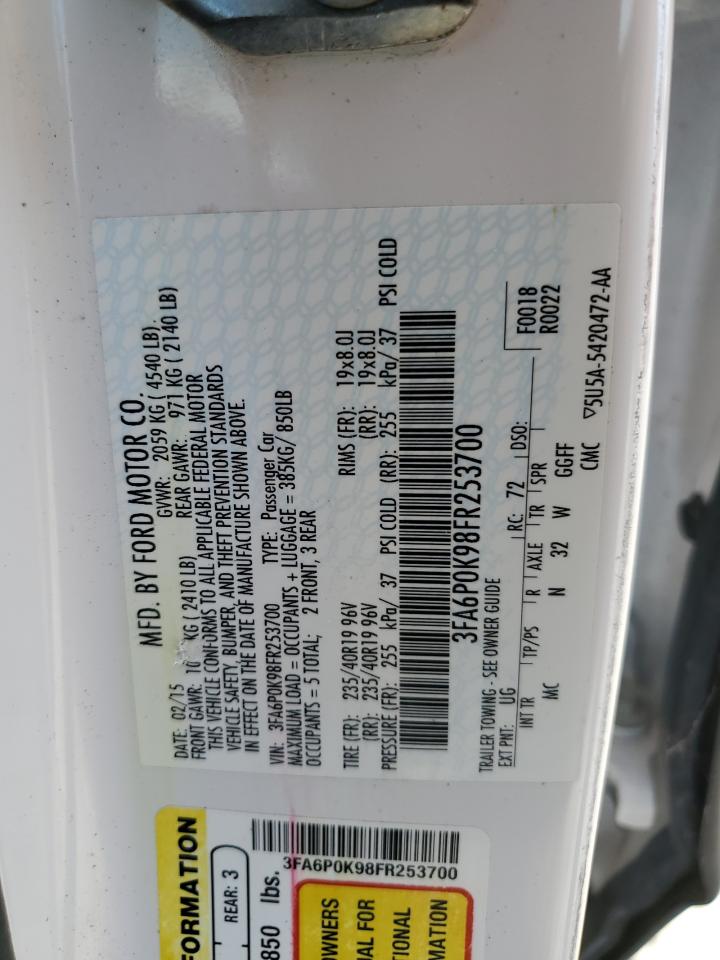 MFD. BY FORD MOTOR CO.
DATE: 02/15 GVWR: 2059 KG ( 4540 LB).
FRONT GAWR: 10 KG ( 2410 LB) REAR GAWR: 971 KG ( 2140 LB)
THIS VEHICLE CONFORMS TO ALL APPLICABLE FEDERAL MOTOR
VEHICLE SAFETY, BUMPER, AND THEFT PREVENTION STANDARDS
IN EFFECT ON THE DATE OF MANUFACTURE SHOWN ABOVE.
VIN: 3FA6P0K98FR253700 TYPE: Passenger Car
MAXIMUM LOAD = OCCUPANTS + LUGGAGE = 385KG/ 850LB
OCCUPANTS = 5 TOTAL; 2 FRONT, 3 REAR
TIRE (FR): 235/40R19 96V RIMS (FR): 19x8.0J
(RR): 235/40R19 96V (RR): 19x8.0J
PRESSURE (FR): 255 kPa/ 37 PSI COLD (RR): 255 kPa/ 37 PSI COLD
3FA6P0K98FR253700
TRAILER TOWING - SEE OWNER GUIDE
EXT PNT: UG RC: 72 DSO: F0018
R0022
INT TR TP/PS R AXLE TR SPR
MC N 32 W GGFF
CMC ▽5U5A-5420472-AA
FORMATION
REAR: 3
850 lbs.
3FA6P0K98FR253700
OWNERS
AL FOR
TIONAL
MATION